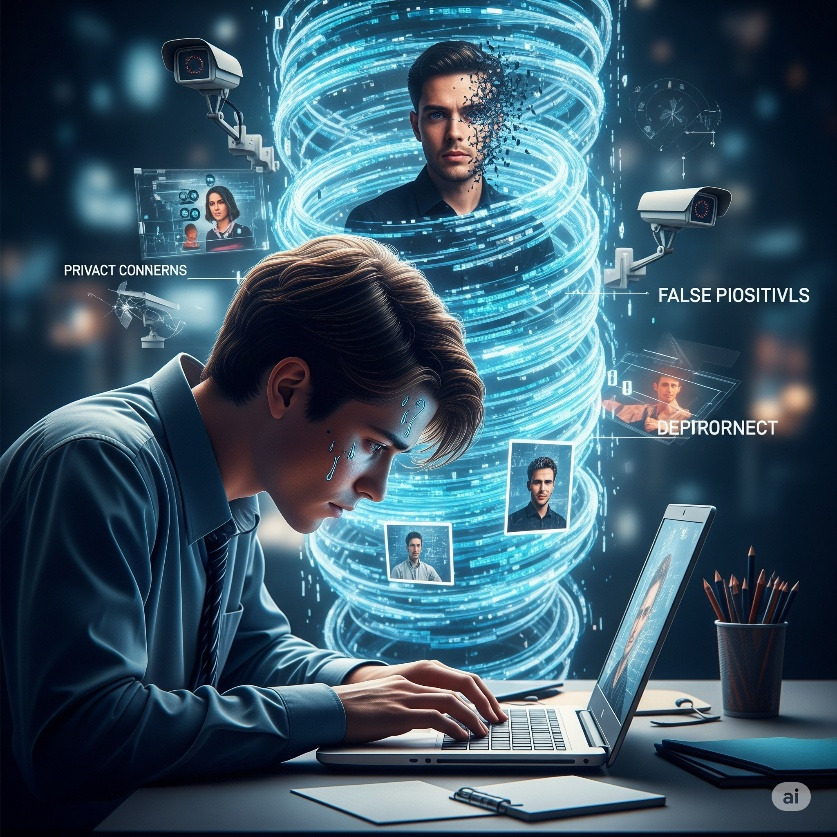 PRIVACT CONNERNS
FALSE PIOSITIVLS
DEPIRORNECT
ai